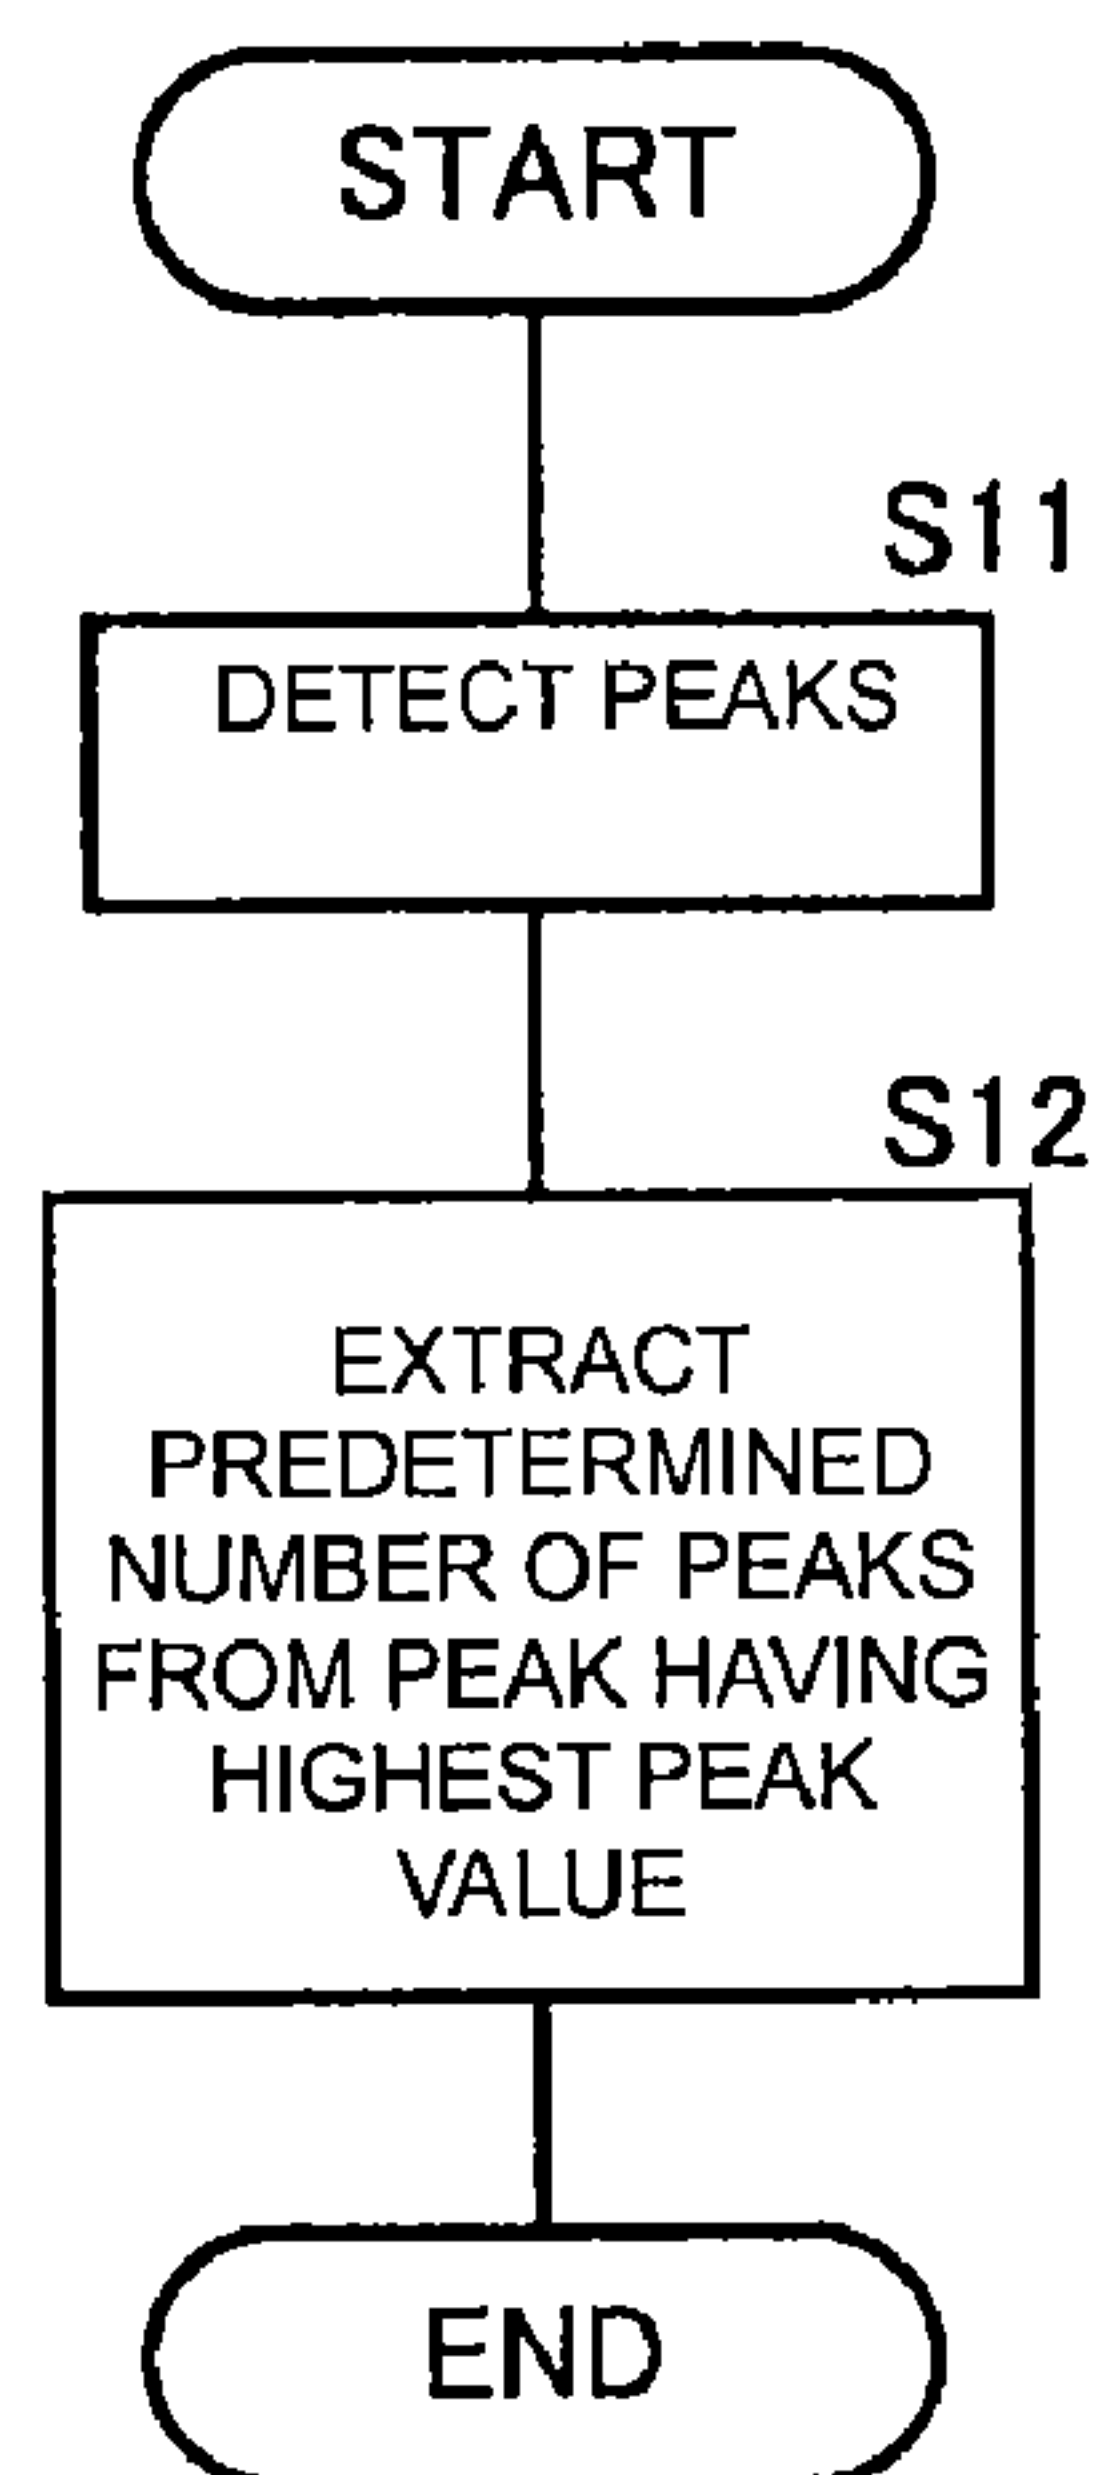 START
S11
DETECT PEAKS
S12
EXTRACT
PREDETERMINED
NUMBER OF PEAKS
FROM PEAK HAVING
HIGHEST PEAK
VALUE
END